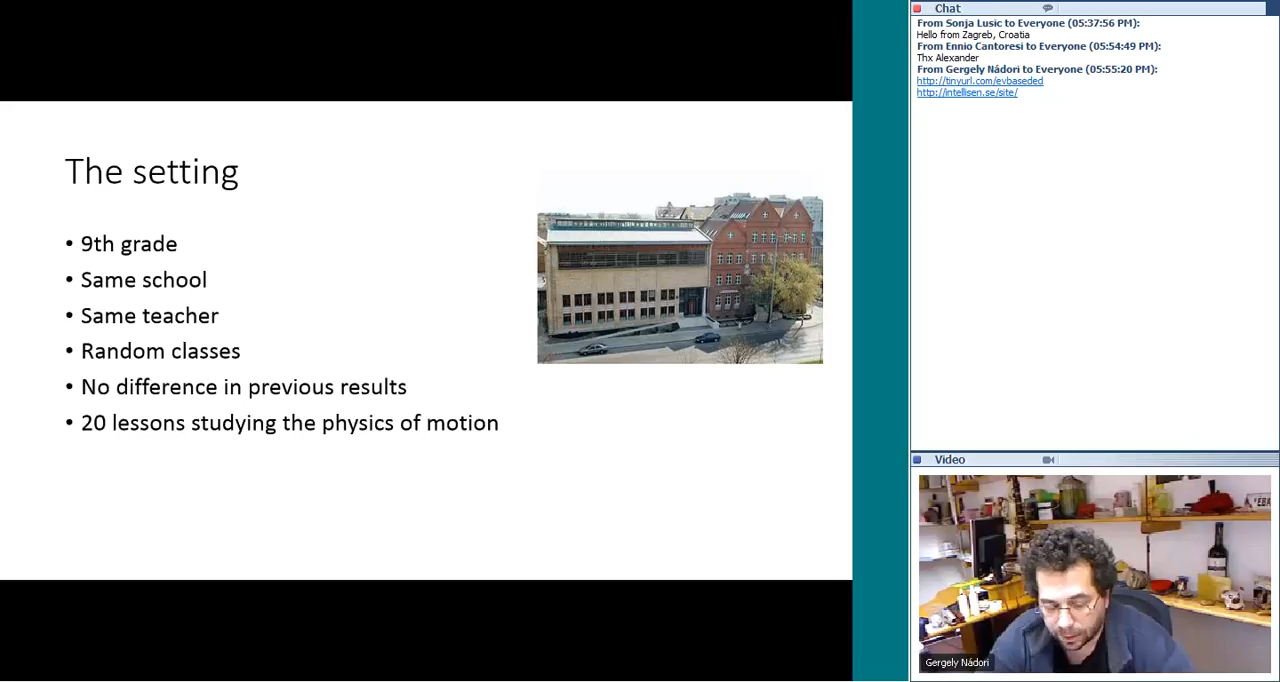 The setting
• 9th grade
• Same school
• Same teacher
• Random classes
• No difference in previous results
• 20 lessons studying the physics of motion
Chat
From Sonja Lusic to Everyone (05:37:56 PM):
Hello from Zagreb, Croatia
From Ennio Cantoresi to Everyone (05:54:49 PM):
Thx Alexander
From Gergely Nádori to Everyone (05:55:20 PM):
http://tinyurl.com/evbaseded
http://intellisen.se/site/
Video
Gergely Nádori